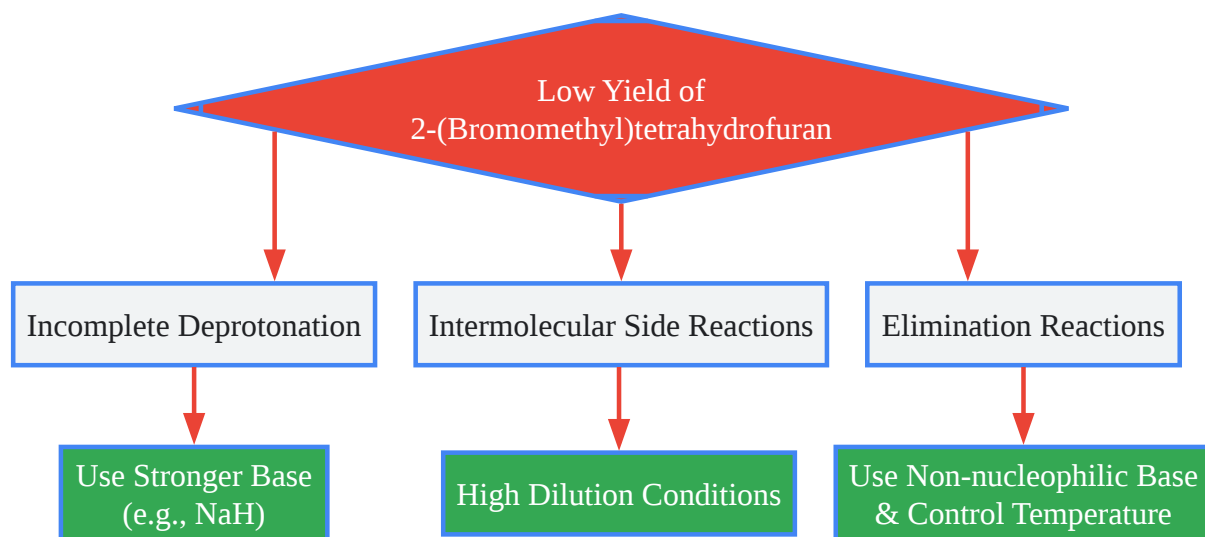 Low Yield of
2-(Bromomethyl)tetrahydrofuran
Incomplete Deprotonation
Intermolecular Side Reactions
Elimination Reactions
Use Stronger Base
(e.g., NaH)
High Dilution Conditions
Use Non-nucleophilic Base
& Control Temperature